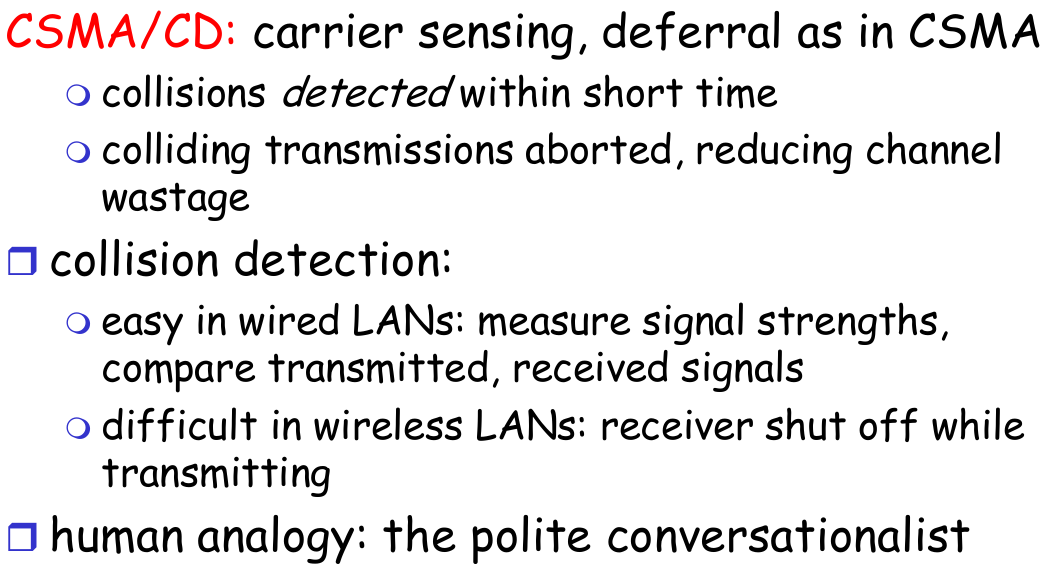 CSMA/CD: carrier sensing, deferral as in CSMA
collisions detected within short time
colliding transmissions aborted, reducing channel
wastage
collision detection:
easy in wired LANs: measure signal strengths,
compare transmitted, received signals
difficult in wireless LANs: receiver shut off while
transmitting
human analogy: the polite conversationalist